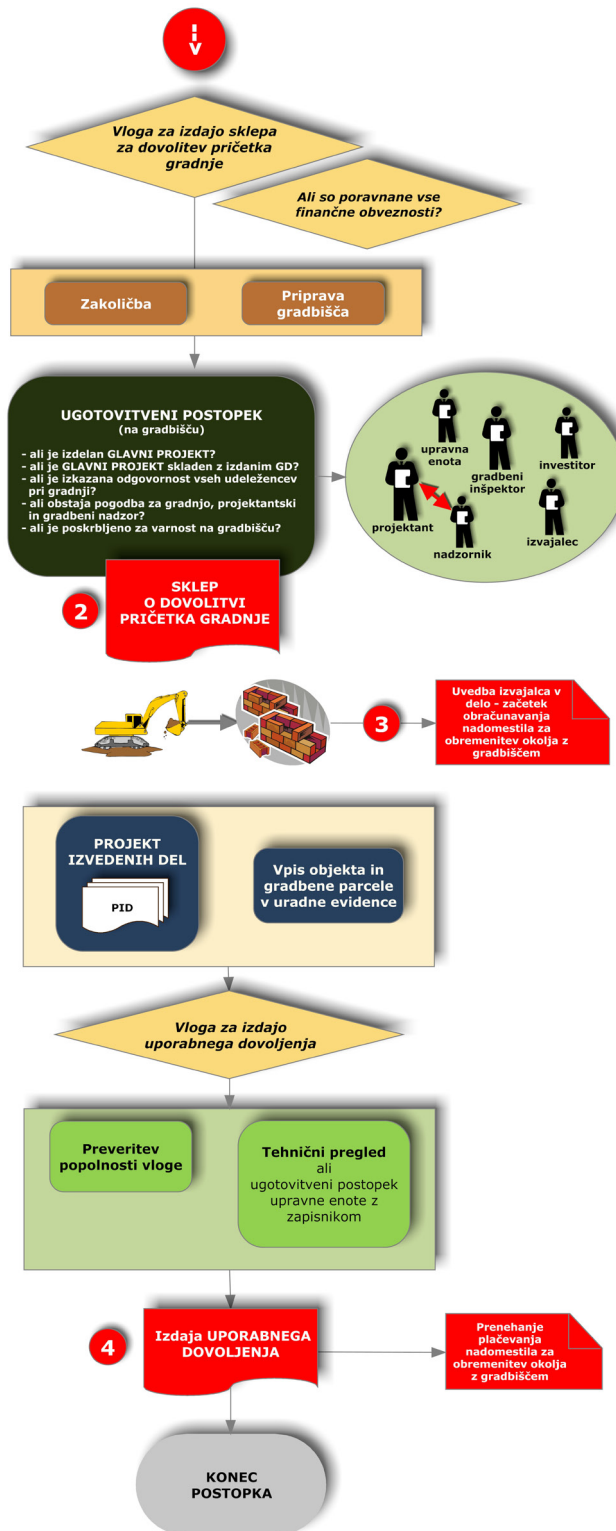 Vloga za izdajo sklepa
za dovolitev pričetka
gradnje
Ali so poravnane vse
finančne obveznosti?
Zakoličba
Priprava
gradbišča
UGOTOVITVENI POSTOPEK
(na gradbišču)
- ali je izdelan GLAVNI PROJEKT?
- ali je GLAVNI PROJEKT skladen z izdanim GD?
- ali je izkazana odgovornost vseh udeležencev
pri gradnji?
- ali obstaja pogodba za gradnjo, projektantski
in gradbeni nadzor?
- ali je poskrbljeno za varnost na gradbišču?
upravna
enota
gradbeni
inšpektor
investitor
projektant
nadzornik
izvajalec
2
SKLEP
O DOVOLITVI
PRIČETKA GRADNJE
3
Uvedba izvajalca v
delo - začetek
obračunavanja
nadomestila za
obremenitev okolja z
gradbiščem
PROJEKT
IZVEDENIH DEL
PID
Vpis objekta in
gradbene parcele
v uradne evidence
Vloga za izdajo
uporabnega dovoljenja
Preveritev
popolnosti vloge
Tehnični pregled
ali
ugotovitveni postopek
upravne enote z
zapisnikom
4
Izdaja UPORABNEGA
DOVOLJENJA
Prenehanje
plačevanja
nadomestila za
obremenitev okolja
z gradbiščem
KONEC
POSTOPKA